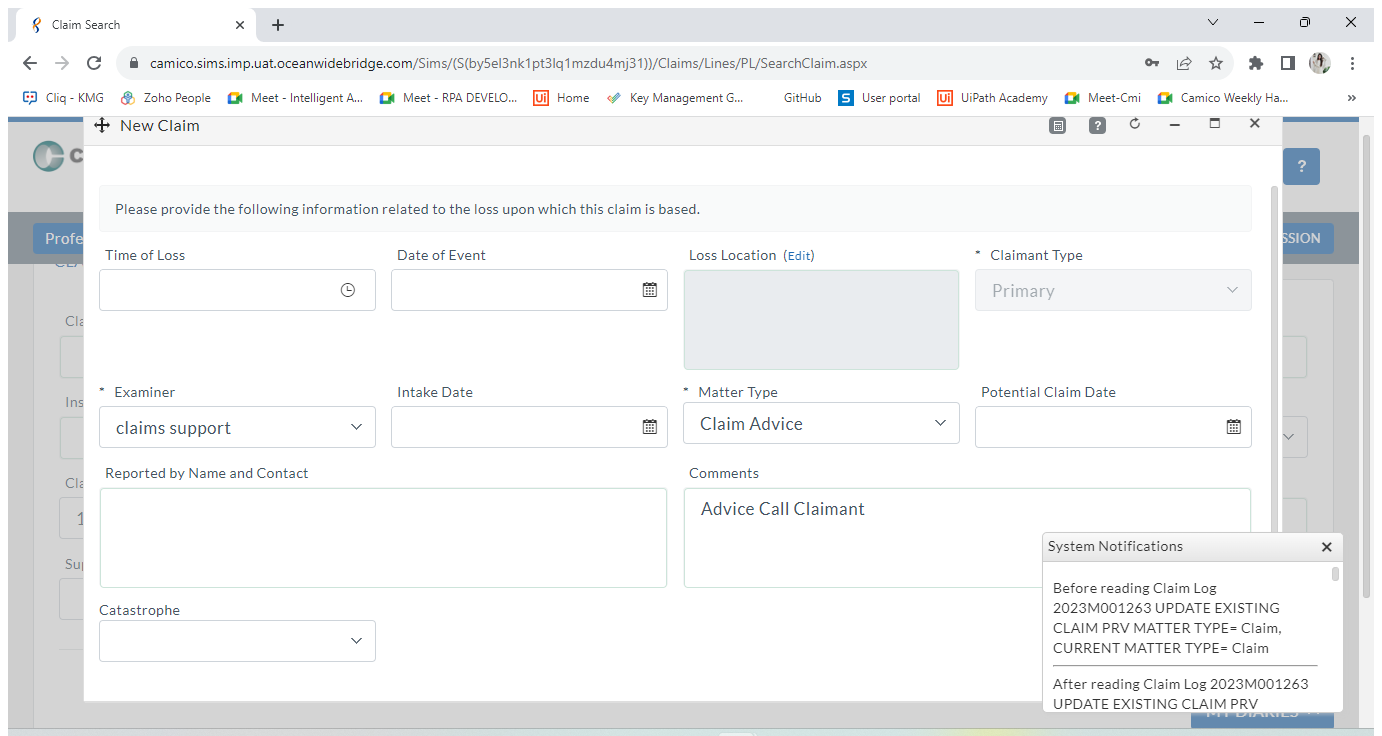 Claim Search
camico.sims.imp.uat.oceanwidebridge.com/Sims/(S(by5el3nk1pt3lq1mzdu4mj31))/Claims/Lines/PL/SearchClaim.aspx
Cliq - KMG Zoho People Meet - Intelligent A... Meet - RPA DEVELO... Home Key Management G... GitHub User portal UiPath Academy Meet-Cmi Camico Weekly Ha... »
New Claim
Please provide the following information related to the loss upon which this claim is based.
Profe
SSION
Time of Loss Date of Event Loss Location (Edit) * Claimant Type
Primary
Cla
* Examiner Intake Date * Matter Type Potential Claim Date
Ins
claims support Claim Advice
Reported by Name and Contact Comments
Cla
Advice Call Claimant
1
Sup
Catastrophe
System Notifications
Before reading Claim Log
2023M001263 UPDATE EXISTING
CLAIM PRV MATTER TYPE= Claim,
CURRENT MATTER TYPE= Claim
After reading Claim Log 2023M001263
UPDATE EXISTING CLAIM PRV
MY DIARIES